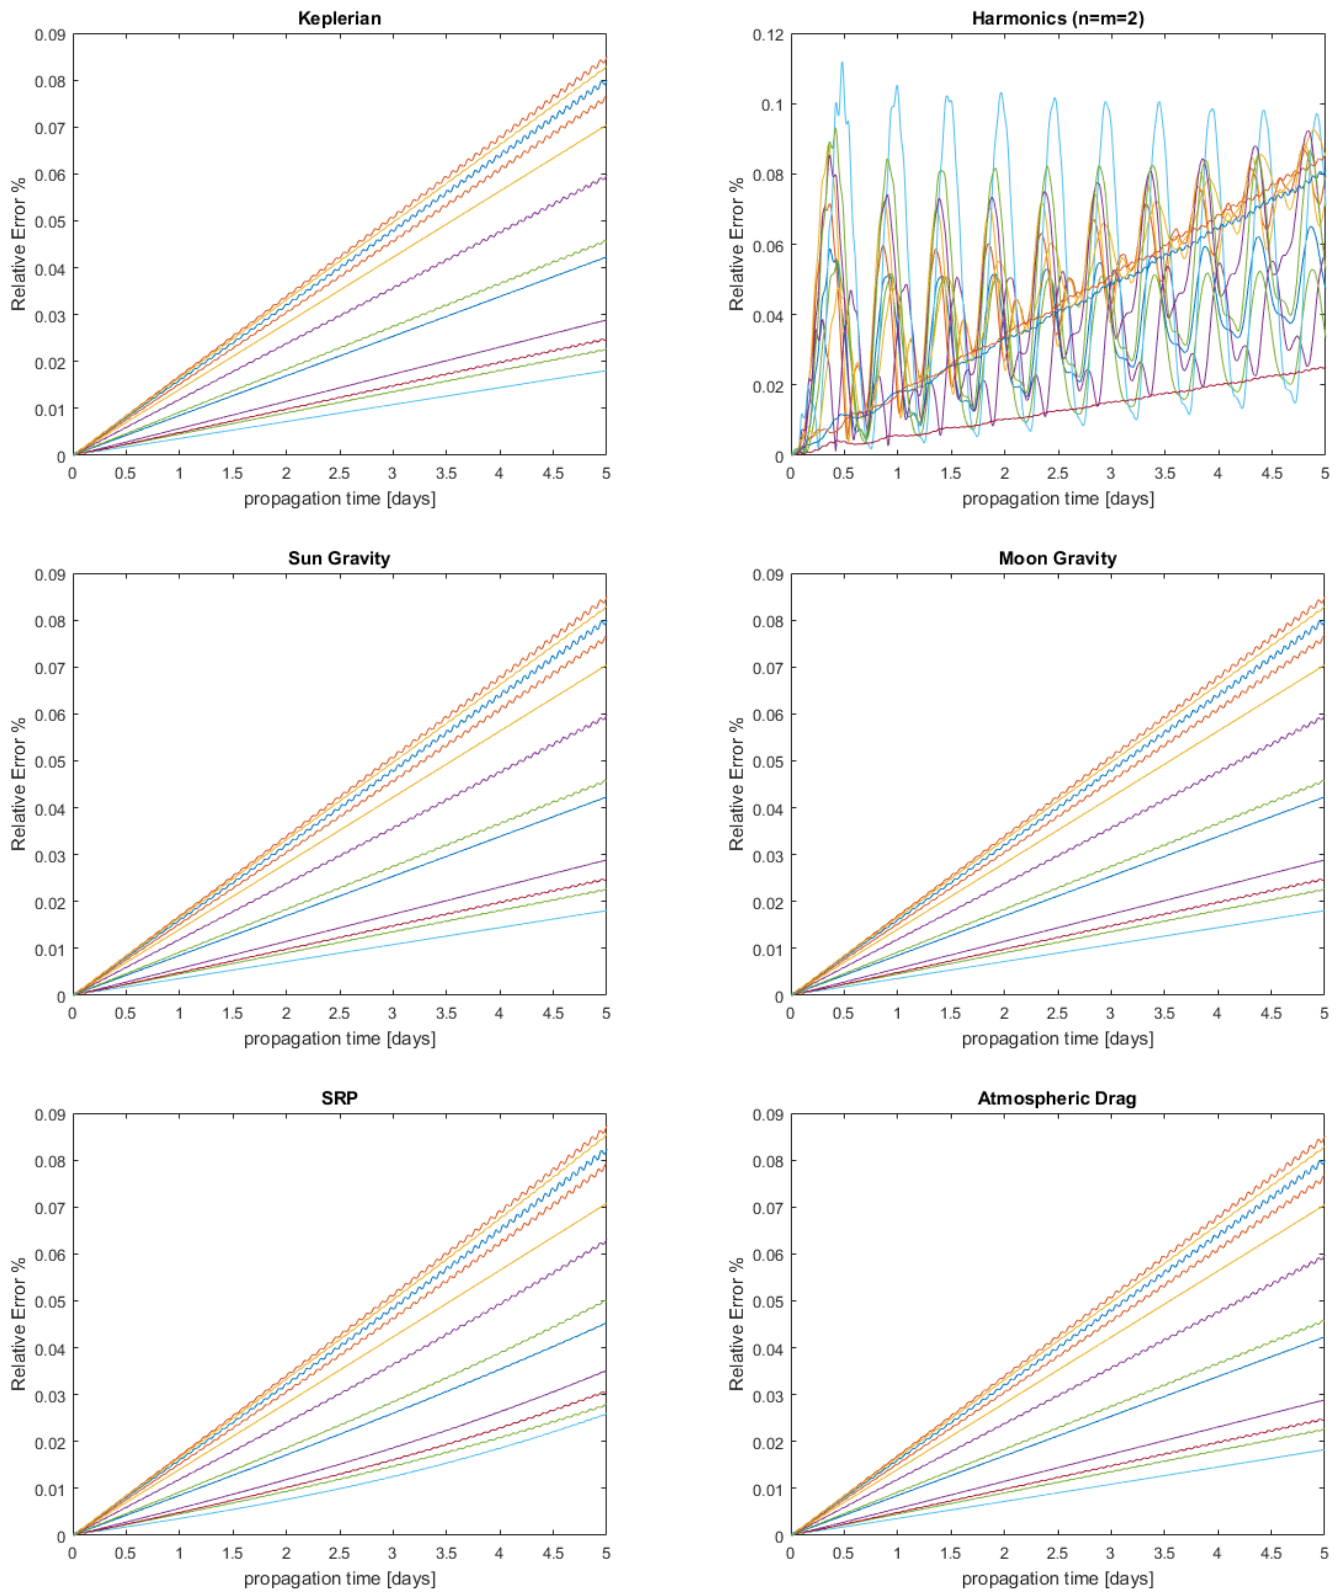 Keplerian
0.09
0.08
0.07
0.06
0.05
0.04
0.03
0.02
0.01
0
Relative Error %
0 0.5 1 1.5 2 2.5 3 3.5 4 4.5 5
propagation time [days]
Harmonics (n=m=2)
0.12
0.1
0.08
0.06
0.04
0.02
0
Relative Error %
0 0.5 1 1.5 2 2.5 3 3.5 4 4.5 5
propagation time [days]
Sun Gravity
0.09
0.08
0.07
0.06
0.05
0.04
0.03
0.02
0.01
0
Relative Error %
0 0.5 1 1.5 2 2.5 3 3.5 4 4.5 5
propagation time [days]
Moon Gravity
0.09
0.08
0.07
0.06
0.05
0.04
0.03
0.02
0.01
0
Relative Error %
0 0.5 1 1.5 2 2.5 3 3.5 4 4.5 5
propagation time [days]
SRP
0.09
0.08
0.07
0.06
0.05
0.04
0.03
0.02
0.01
0
Relative Error %
0 0.5 1 1.5 2 2.5 3 3.5 4 4.5 5
propagation time [days]
Atmospheric Drag
0.09
0.08
0.07
0.06
0.05
0.04
0.03
0.02
0.01
0
Relative Error %
0 0.5 1 1.5 2 2.5 3 3.5 4 4.5 5
propagation time [days]